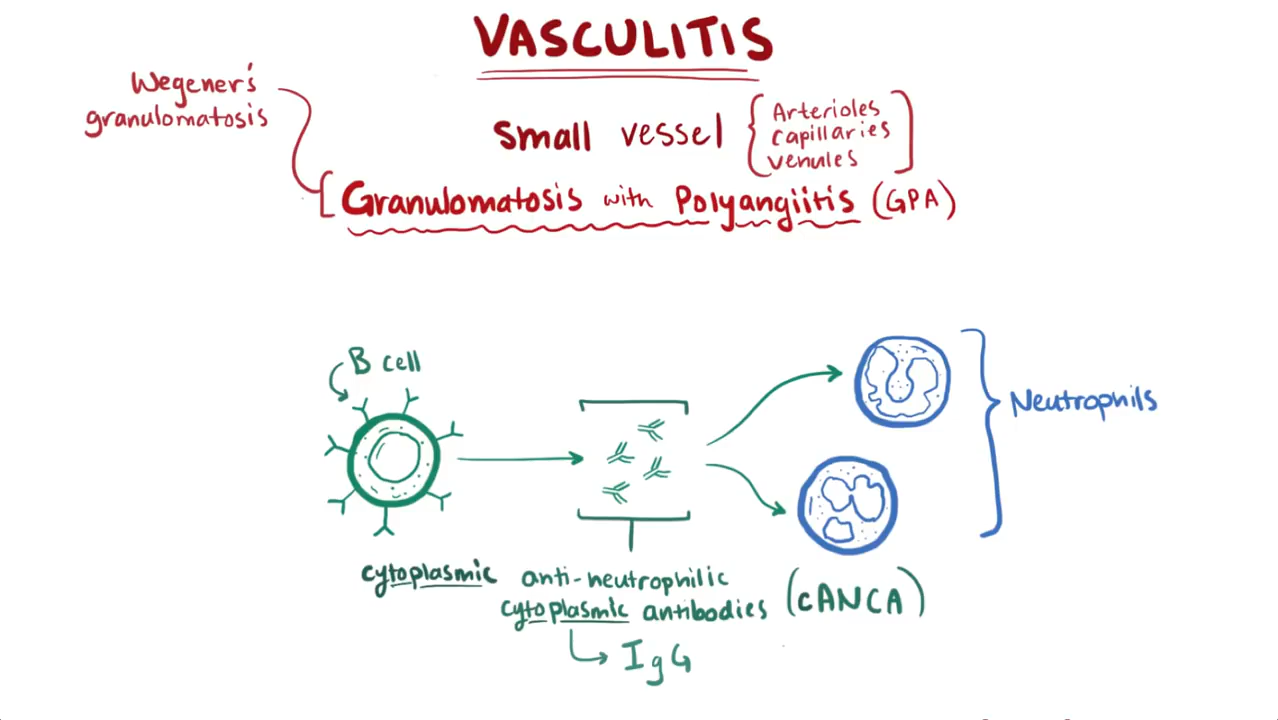 VASCULITIS
Wegener's
granulomatosis
Small vessel
Arterioles
capillaries
venules
Granulomatosis with Polyangiitis (GPA)
B cell
Neutrophils
cytoplasmic anti-neutrophilic
cytoplasmic antibodies (cANCA)
IgG